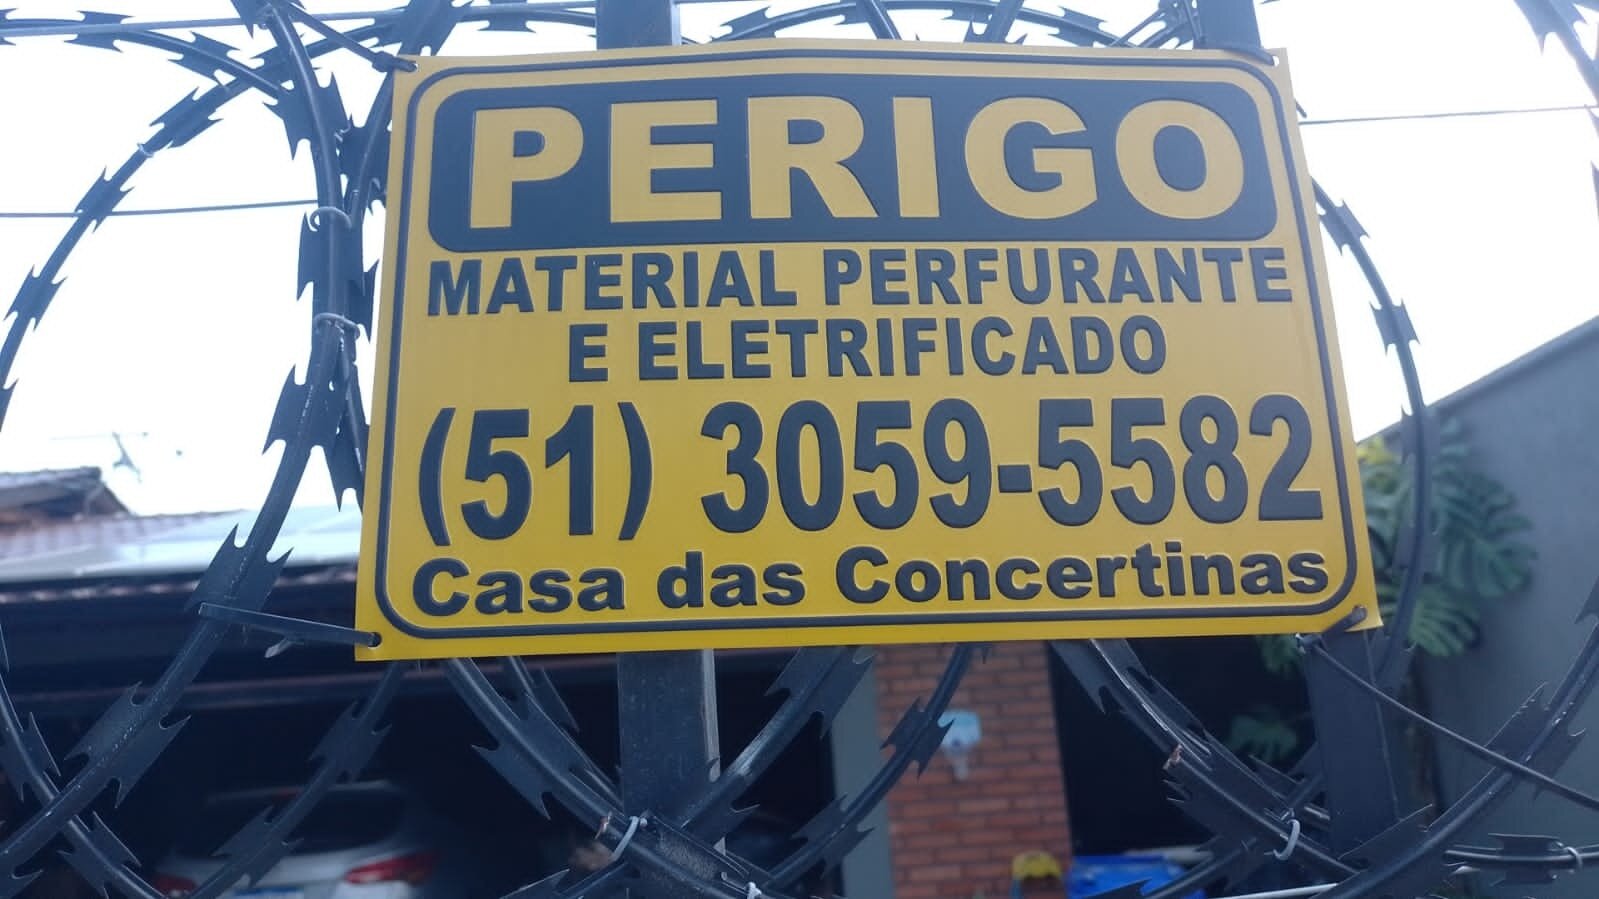 PERIGO
MATERIAL PERFURANTE
E ELETRIFICADO
(51) 3059-5582
Casa das Concertinas